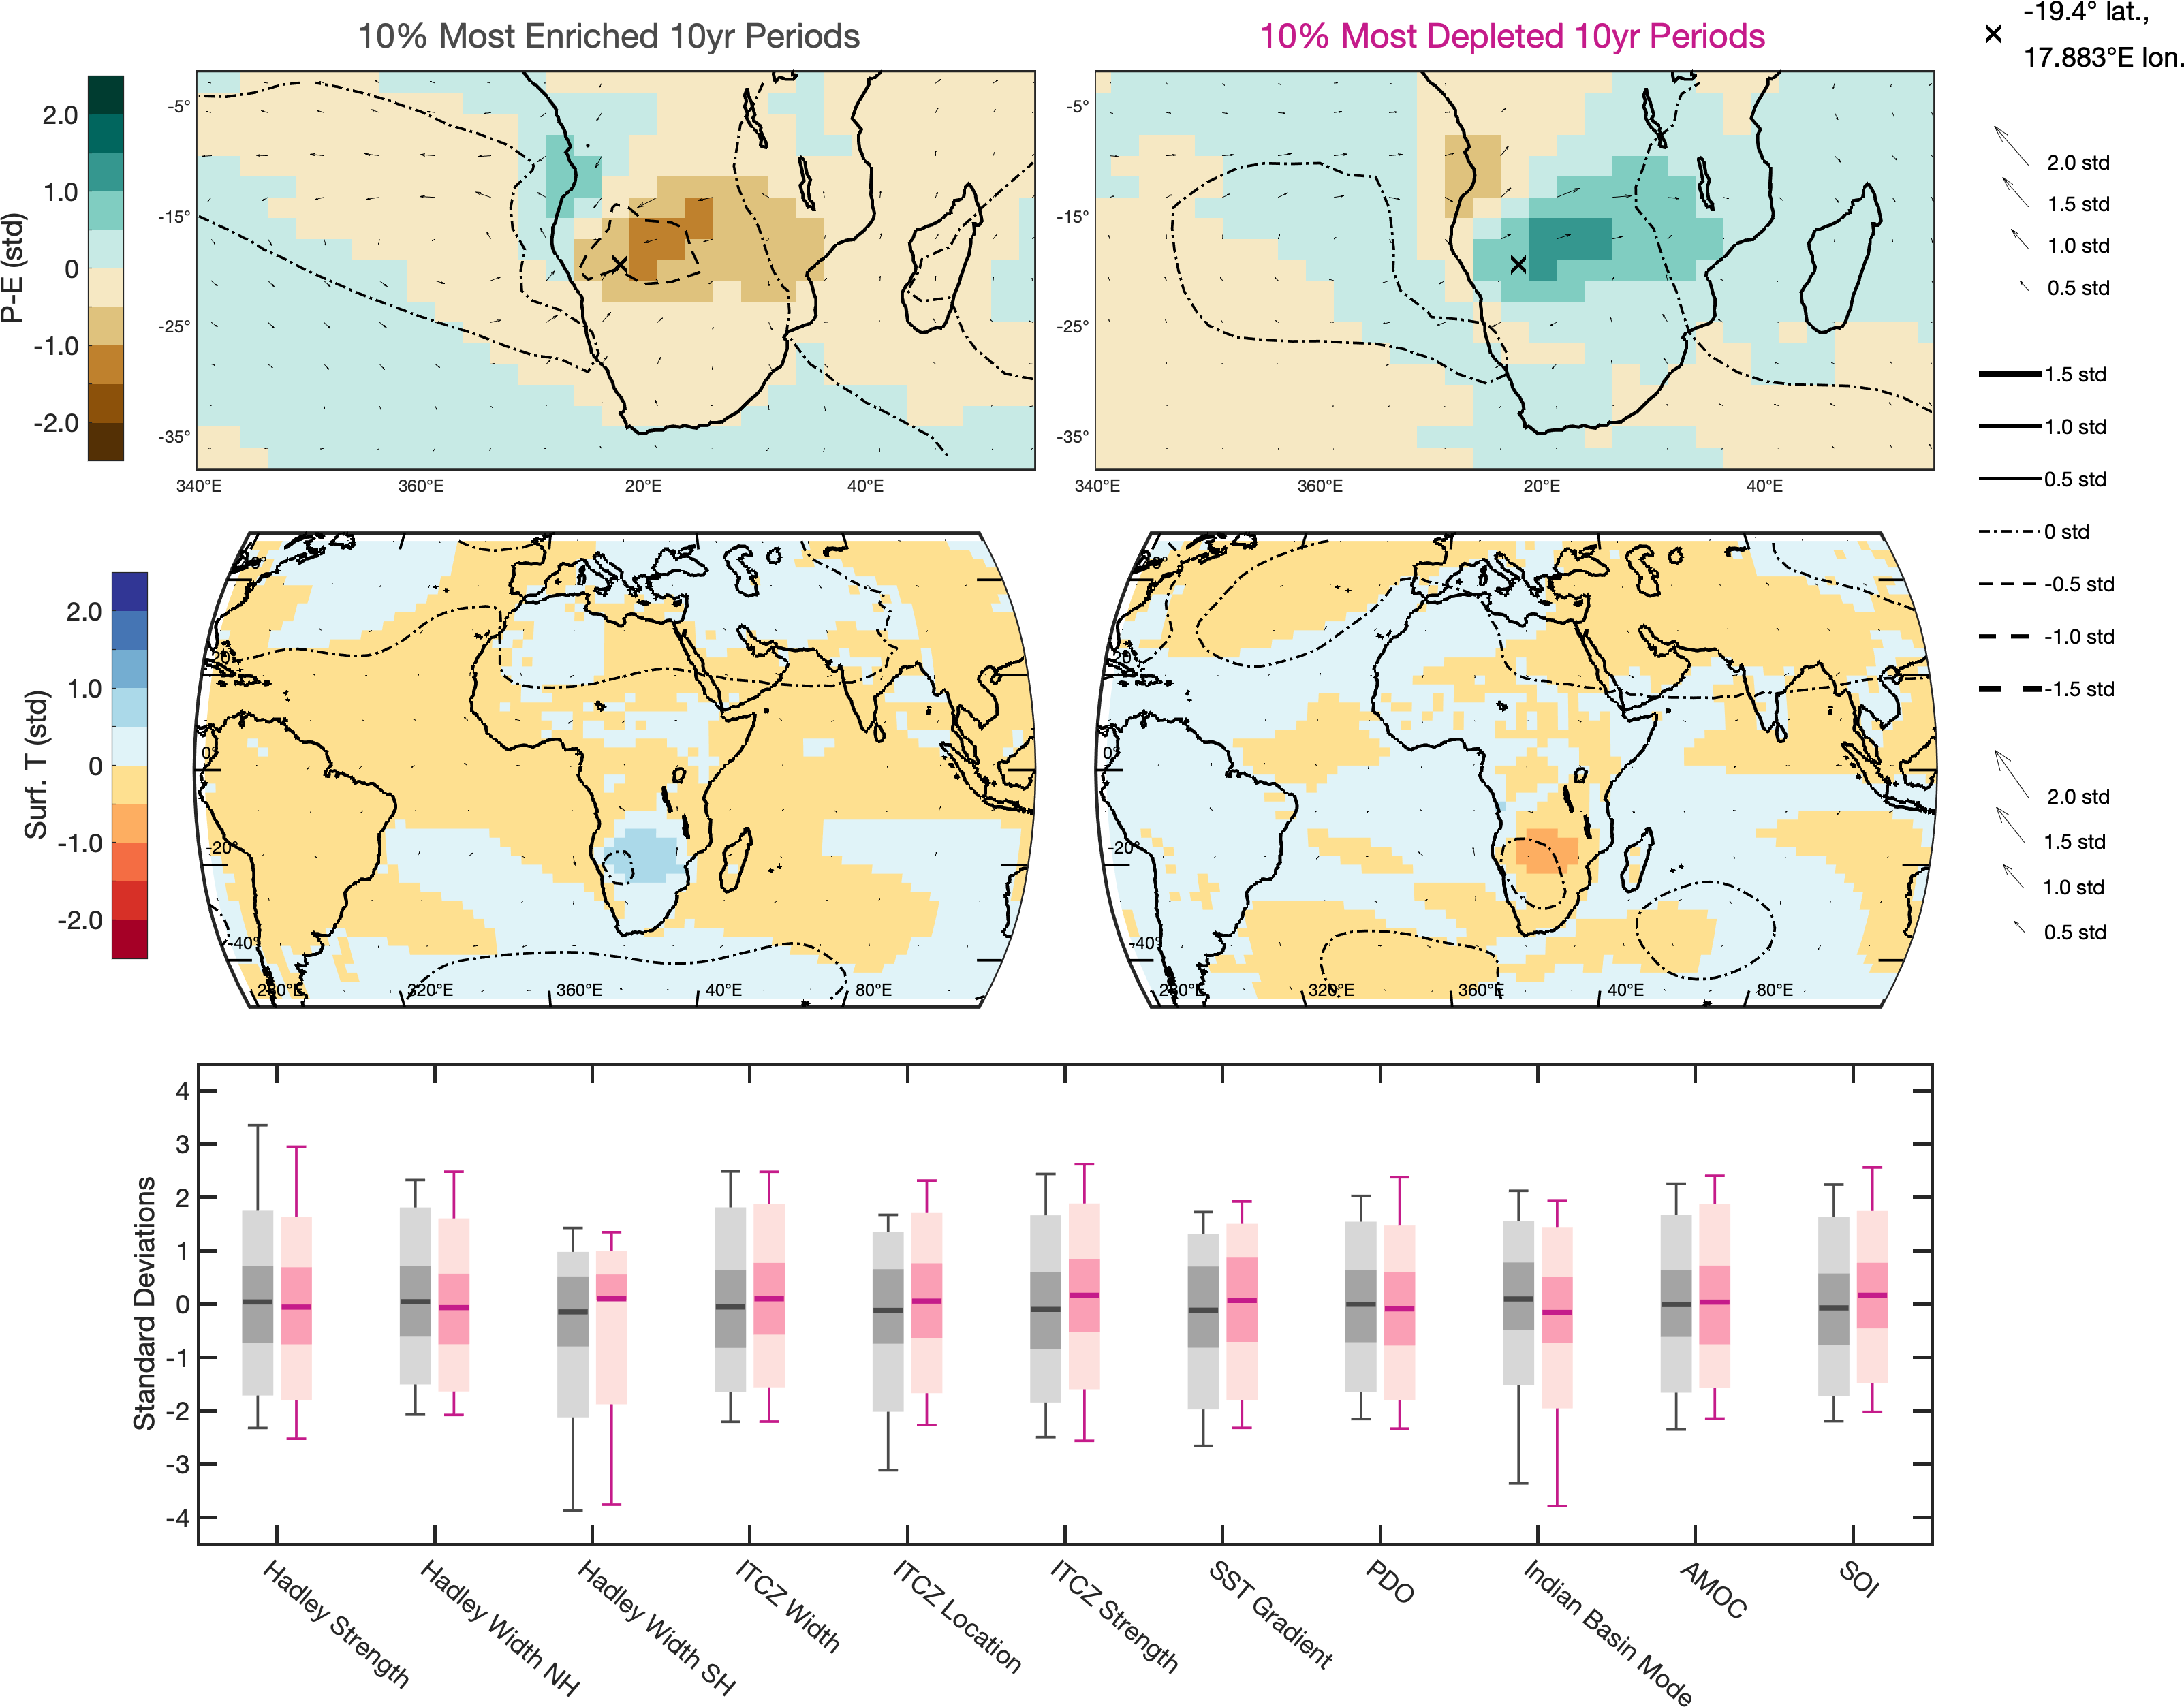 10% Most Enriched 10yr Periods
10% Most Depleted 10yr Periods
-19.4° lat.,
17.883°E lon.
P-E (std)
2.0
1.0
0
-1.0
-2.0
-5°
-15°
-25°
-35°
340°E
360°E
20°E
40°E
-5°
-15°
-25°
-35°
340°E
360°E
20°E
40°E
2.0 std
1.5 std
1.0 std
0.5 std
1.5 std
1.0 std
0.5 std
0 std
-0.5 std
-1.0 std
-1.5 std
Surf. T (std)
2.0
1.0
0
-1.0
-2.0
0°
-20°
-40°
280°E
320°E
360°E
40°E
80°E
0°
-20°
-40°
280°E
320°E
360°E
40°E
80°E
2.0 std
1.5 std
1.0 std
0.5 std
Standard Deviations
4
3
2
1
0
-1
-2
-3
-4
Hadley Strength
Hadley Width NH
Hadley Width SH
ITCZ Width
ITCZ Location
ITCZ Strength
SST Gradient
PDO
Indian Basin Mode
AMOC
SOI